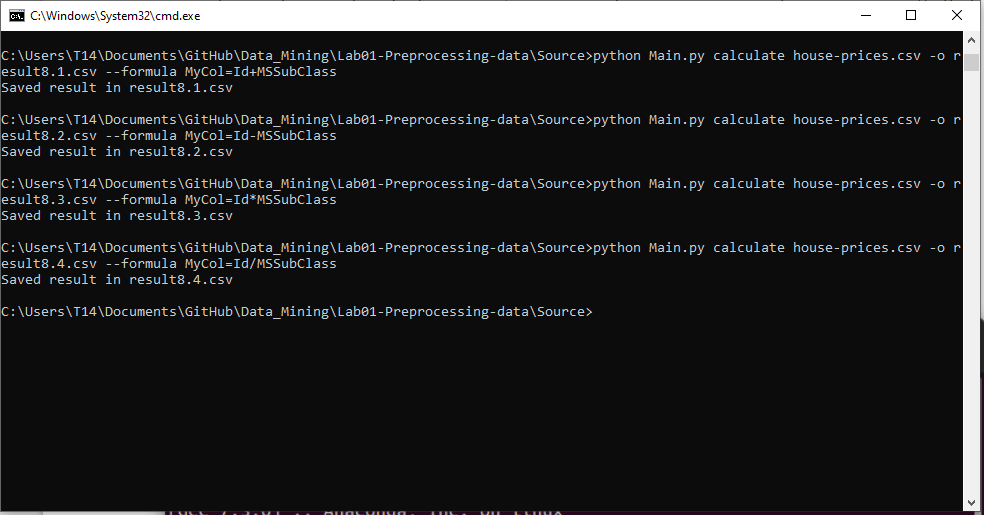 C:\Windows\System32\cmd.exe
C:\Users\T14\Documents\GitHub\Data_Mining\Lab01-Preprocessing-data\Source>python Main.py calculate house-prices.csv -o r
esult8.1.csv --formula MyCol=Id+MSSubClass
Saved result in result8.1.csv
C:\Users\T14\Documents\GitHub\Data_Mining\Lab01-Preprocessing-data\Source>python Main.py calculate house-prices.csv -o r
esult8.2.csv --formula MyCol=Id-MSSubClass
Saved result in result8.2.csv
C:\Users\T14\Documents\GitHub\Data_Mining\Lab01-Preprocessing-data\Source>python Main.py calculate house-prices.csv -o r
esult8.3.csv --formula MyCol=Id*MSSubClass
Saved result in result8.3.csv
C:\Users\T14\Documents\GitHub\Data_Mining\Lab01-Preprocessing-data\Source>python Main.py calculate house-prices.csv -o r
esult8.4.csv --formula MyCol=Id/MSSubClass
Saved result in result8.4.csv
C:\Users\T14\Documents\GitHub\Data_Mining\Lab01-Preprocessing-data\Source>